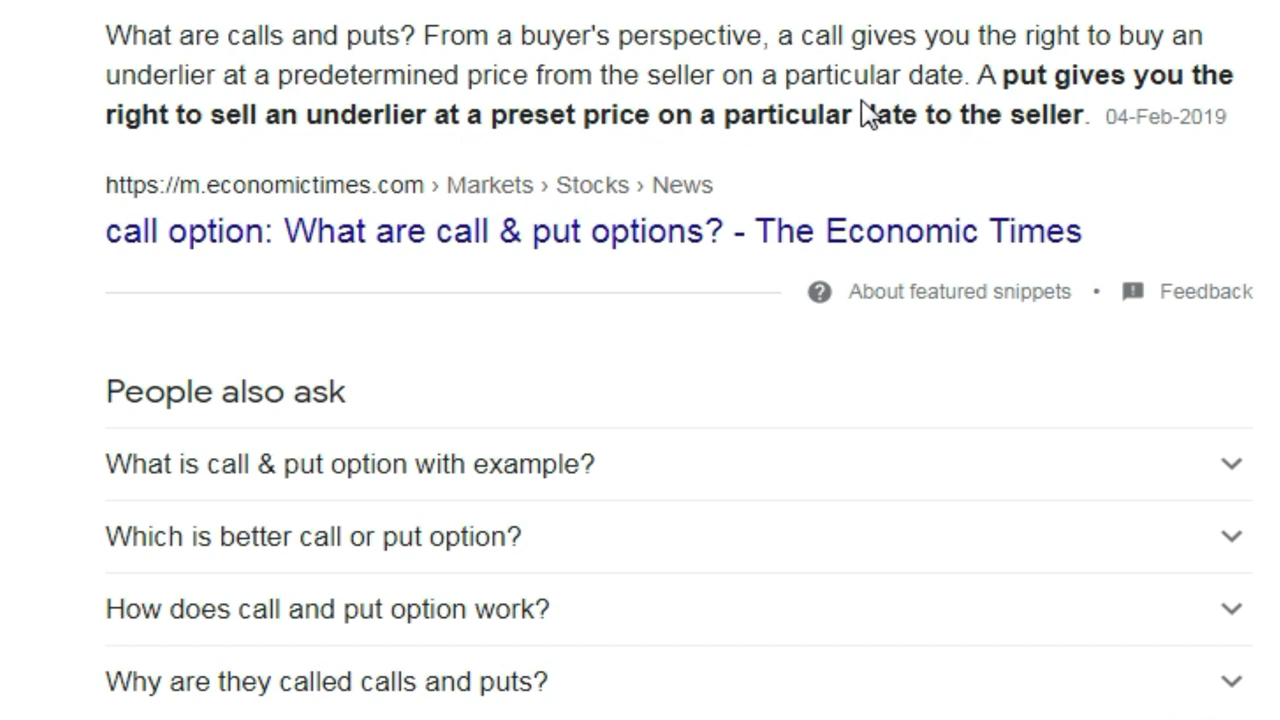 What are calls and puts? From a buyer's perspective, a call gives you the right to buy an
underlier at a predetermined price from the seller on a particular date. A put gives you the
right to sell an underlier at a preset price on a particular date to the seller. 04-Feb-2019
https://m.economictimes.com › Markets › Stocks › News
call option: What are call & put options? - The Economic Times
About featured snippets • Feedback
People also ask
What is call & put option with example?
Which is better call or put option?
How does call and put option work?
Why are they called calls and puts?